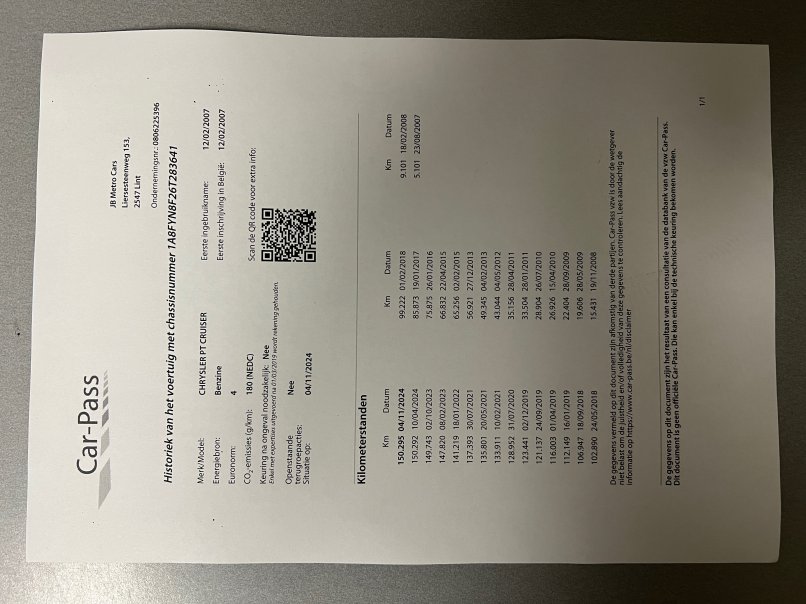 Car-Pass
JB Metro Cars
Liersesteenweg 153,
2547 Lint
Ondernemingsnr.: 0806225396
Historiek van het voertuig met chassisnummer 1A8FYN8F26T283641
Merk/Model: CHRYSLER PT CRUISER
Energiebron: Benzine
Euronorm: 4
CO2-emissies (g/km): 180 (NEDC)
Keuring na ongeval noodzakelijk: Nee
Enkel met expertises uitgevoerd na 01/03/2019 wordt rekening gehouden.
Openstaande
terugroepacties: Nee
Situatie op: 04/11/2024
Eerste ingebruikname: 12/02/2007
Eerste inschrijving in België: 12/02/2007
Scan de QR code voor extra info:
Kilometerstanden
Km Datum
150.295 04/11/2024
150.292 10/04/2024
149.743 02/10/2023
147.820 08/02/2023
141.219 18/01/2022
137.393 30/07/2021
135.801 20/05/2021
133.911 10/02/2021
128.952 31/07/2020
123.441 02/12/2019
121.137 24/09/2019
116.003 01/04/2019
112.149 16/01/2019
106.947 18/09/2018
102.890 24/05/2018
Km Datum
99.222 01/02/2018
85.873 19/01/2017
75.875 26/01/2016
66.832 22/04/2015
65.256 02/02/2015
56.921 27/12/2013
49.345 04/02/2013
43.044 04/05/2012
35.156 28/04/2011
33.504 28/01/2011
28.904 26/07/2010
26.926 15/04/2010
22.404 28/09/2009
19.606 28/05/2009
15.431 19/11/2008
Km Datum
9.101 18/02/2008
5.101 23/08/2007
De gegevens vermeld op dit document zijn afkomstig van derde partijen. Car-Pass vzw is door de wetgever
niet belast om de juistheid en/of volledigheid van deze gegevens te controleren. Lees aandachtig de
informatie op https://www.car-pass.be/nl/disclaimer
De gegevens op dit document zijn het resultaat van een consultatie van de databank van de vzw Car-Pass.
Dit document is geen officiële Car-Pass. Die kan enkel bij de technische keuring bekomen worden.
1/1